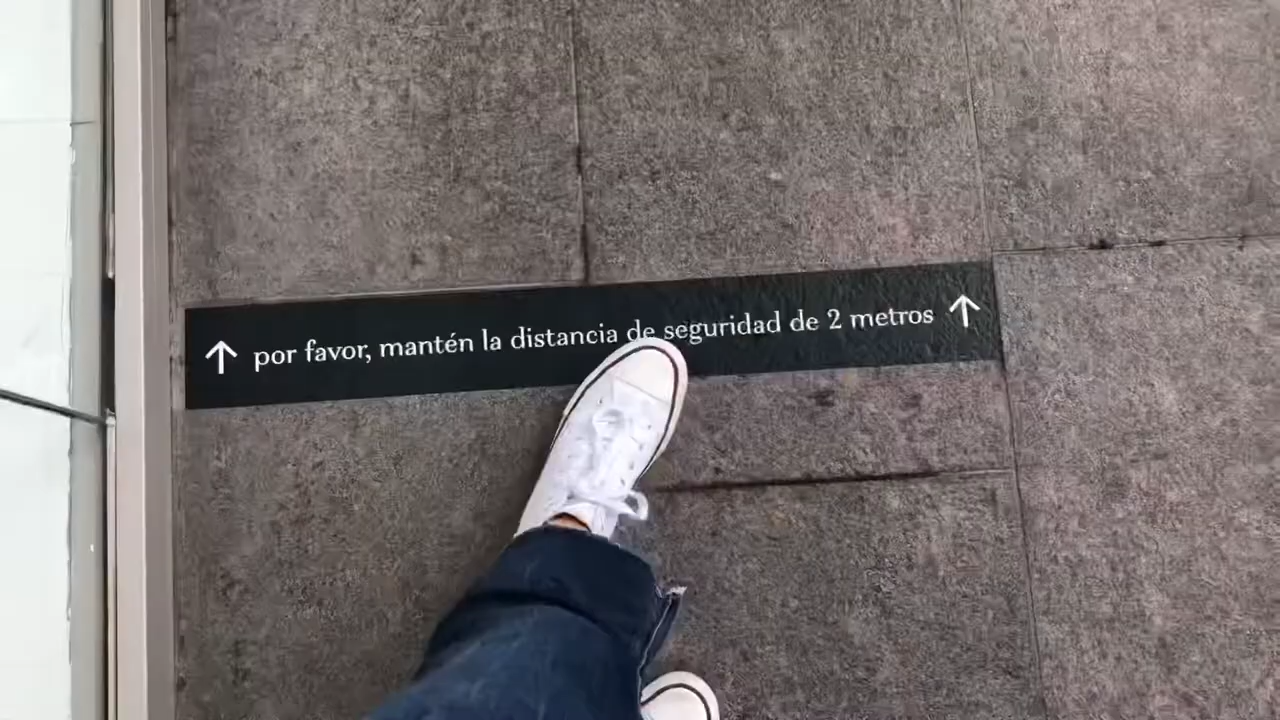 ↑ por favor, mantén la distancia de seguridad de 2 metros ↑